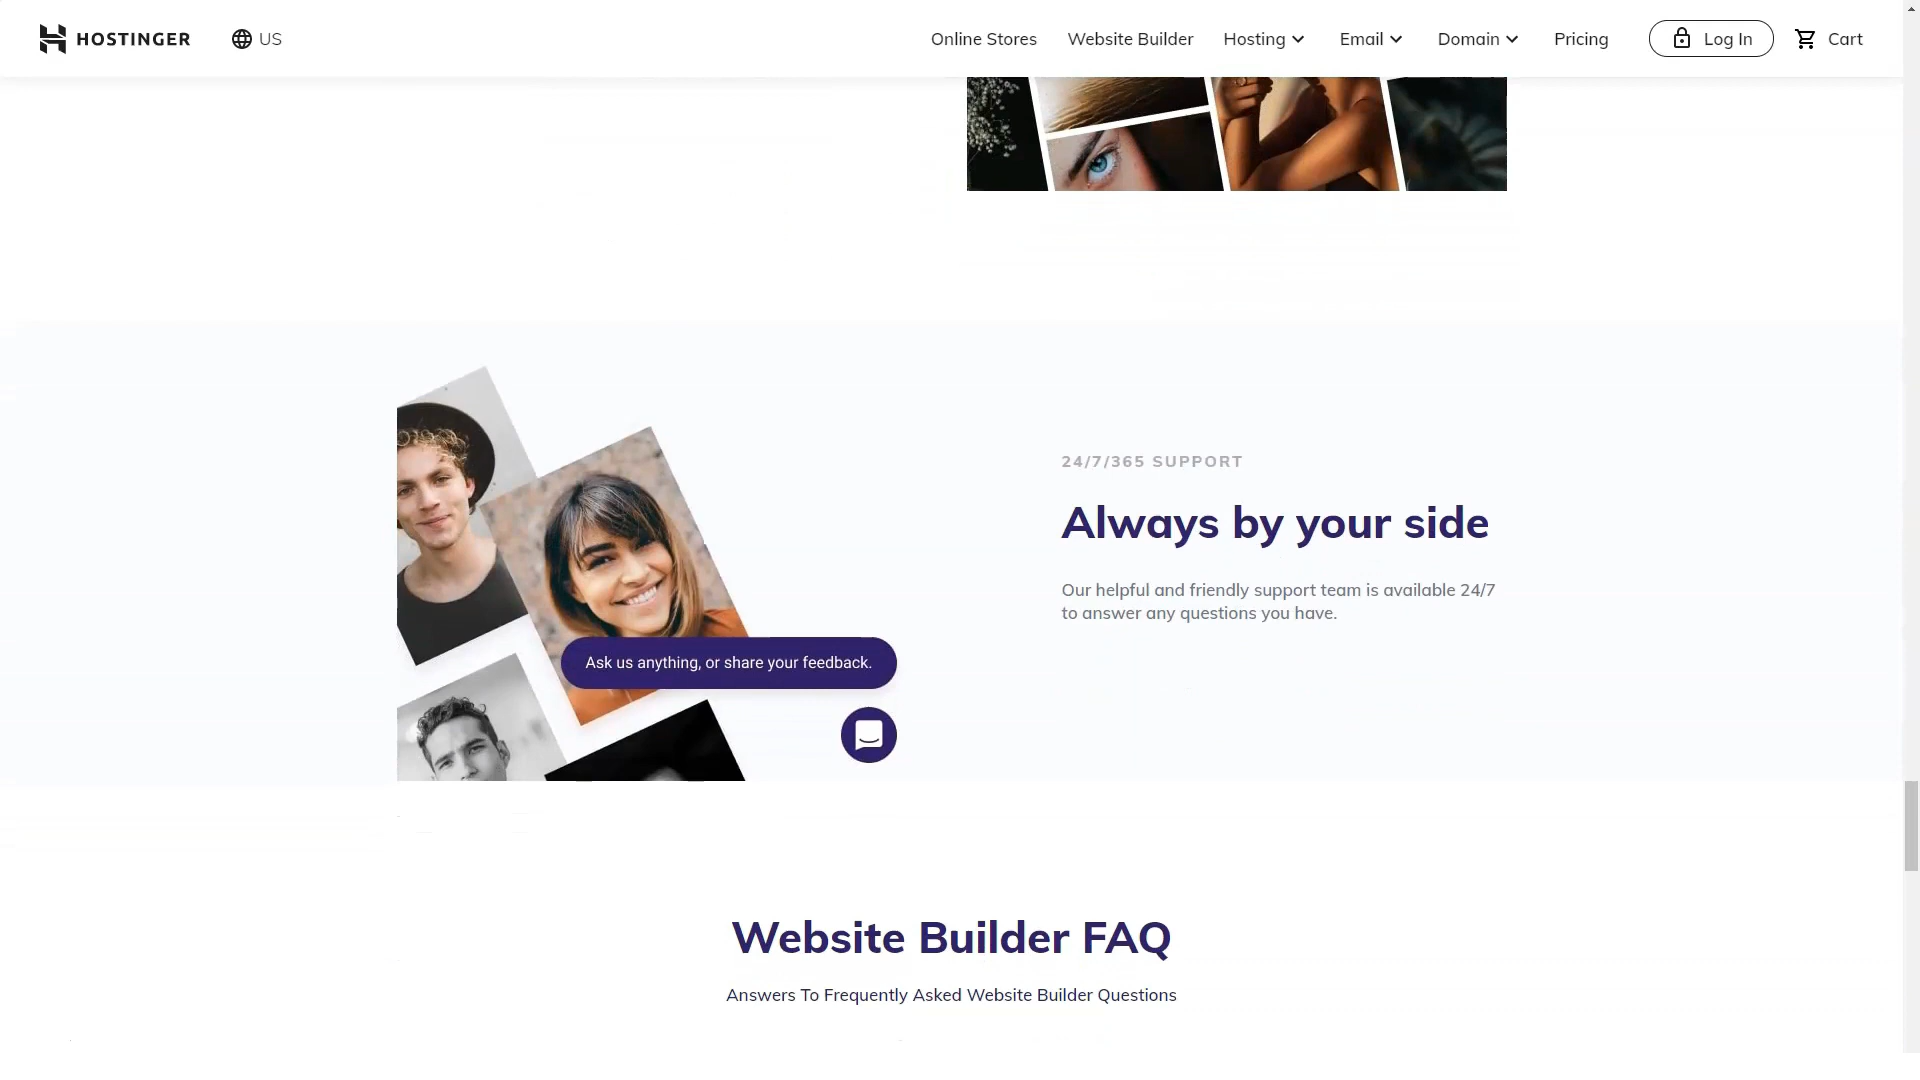 HOSTINGER
US
Online Stores
Website Builder
Hosting
Email
Domain
Pricing
Log In
Cart
24/7/365 SUPPORT
Always by your side
Our helpful and friendly support team is available 24/7
to answer any questions you have.
Ask us anything, or share your feedback.
Website Builder FAQ
Answers To Frequently Asked Website Builder Questions